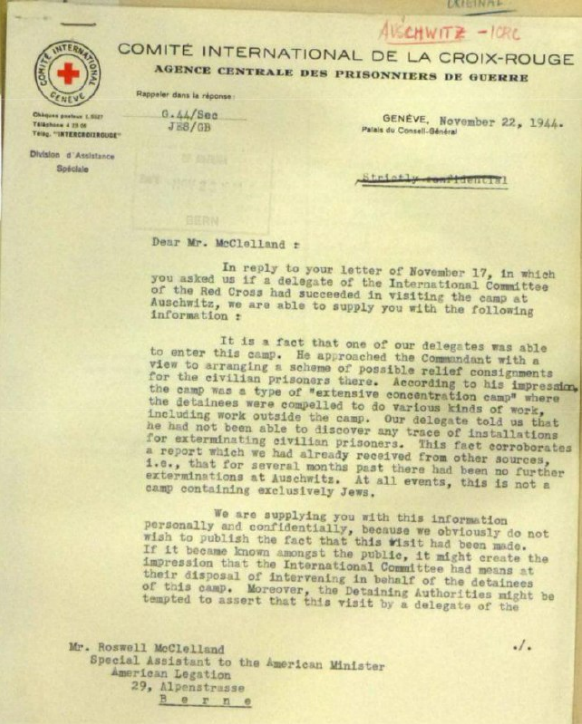 ORIGINAL
AUSCHWITZ - ICRC
COMITÉ INTERNATIONAL DE LA CROIX-ROUGE
AGENCE CENTRALE DES PRISONNIERS DE GUERRE
COMITÉ INTERNATIONAL
GENÈVE
Rappeler dans la réponse:
G.44/Sec
JES/GB
Chèques postaux
Téléphone
Télég. "INTERCROIXROUGE"
Division d'Assistance
Spéciale
GENÈVE, November 22, 1944.
Palais du Conseil-Général
Strictly confidential
BERN
Dear Mr. McClelland :
In reply to your letter of November 17, in which
you asked us if a delegate of the International Committee
of the Red Cross had succeeded in visiting the camp at
Auschwitz, we are able to supply you with the following
information :
It is a fact that one of our delegates was able
to enter this camp. He approached the Commandant with a
view to arranging a scheme of possible relief consignments
for the civilian prisoners there. According to his impression,
the camp was a type of "extensive concentration camp" where
the detainees were compelled to do various kinds of work,
including work outside the camp. Our delegate told us that
he had not been able to discover any trace of installations
for exterminating civilian prisoners. This fact corroborates
a report which we had already received from other sources,
i.e., that for several months past there had been no further
exterminations at Auschwitz. At all events, this is not a
camp containing exclusively Jews.
We are supplying you with this information
personally and confidentially, because we obviously do not
wish to publish the fact that this visit had been made.
If it became known amongst the public, it might create the
impression that the International Committee had means at
their disposal of intervening in behalf of the detainees
of this camp. Moreover, the Detaining Authorities might be
tempted to assert that this visit by a delegate of the
./.
Mr. Roswell McClelland
Special Assistant to the American Minister
American Legation
29, Alpenstrasse
B e r n e